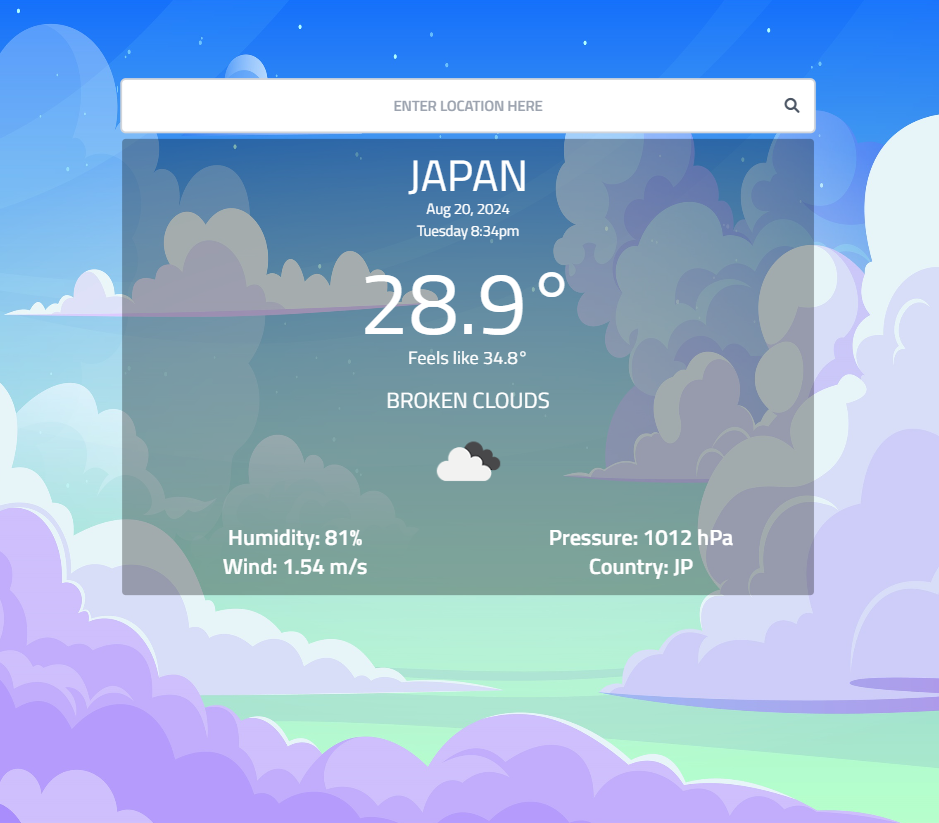 ENTER LOCATION HERE
JAPAN
Aug 20, 2024
Tuesday 8:34pm
28.9°
Feels like 34.8°
BROKEN CLOUDS
Humidity: 81%
Wind: 1.54 m/s
Pressure: 1012 hPa
Country: JP